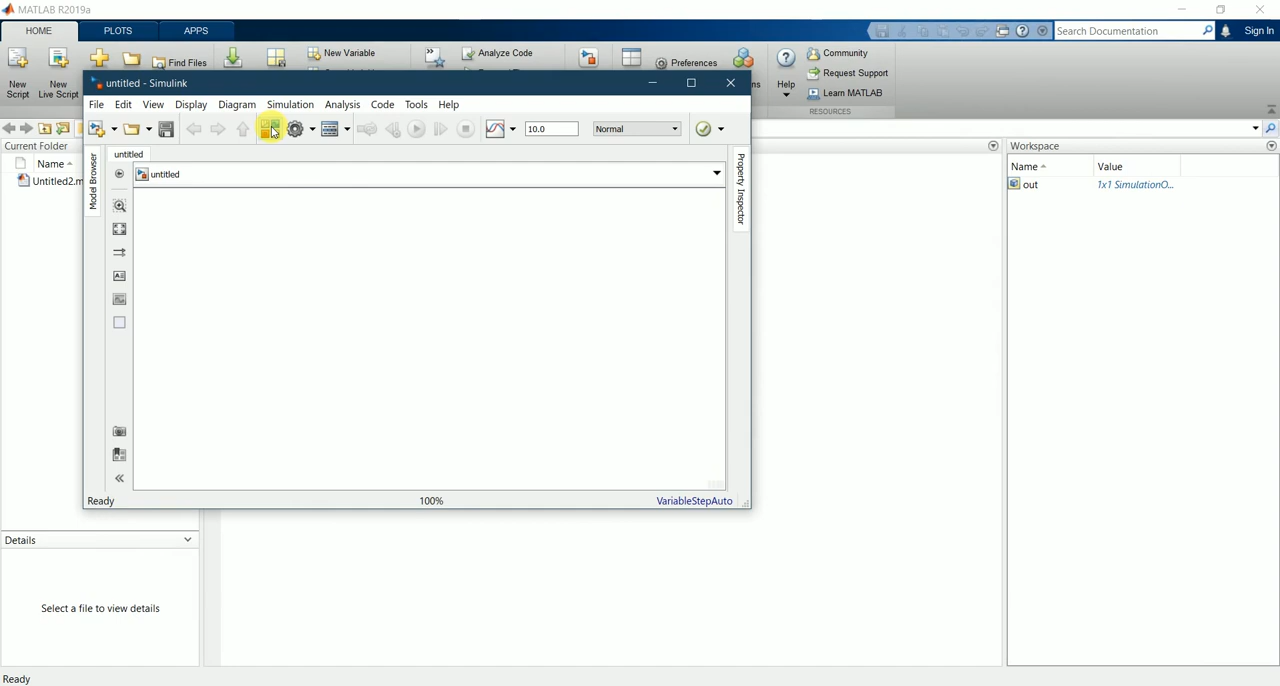 MATLAB R2019a
HOME PLOTS APPS
Search Documentation
Sign In
New Script
New Live Script
Find Files
New Variable
Analyze Code
Preferences
Help
Community
Request Support
Learn MATLAB
RESOURCES
untitled - Simulink
File Edit View Display Diagram Simulation Analysis Code Tools Help
10.0
Normal
Current Folder
Name
Untitled2.m
Model Browser
untitled
untitled
Property Inspector
Ready
100%
VariableStepAuto
Workspace
Name Value
out 1x1 SimulationO...
Details
Select a file to view details
Ready